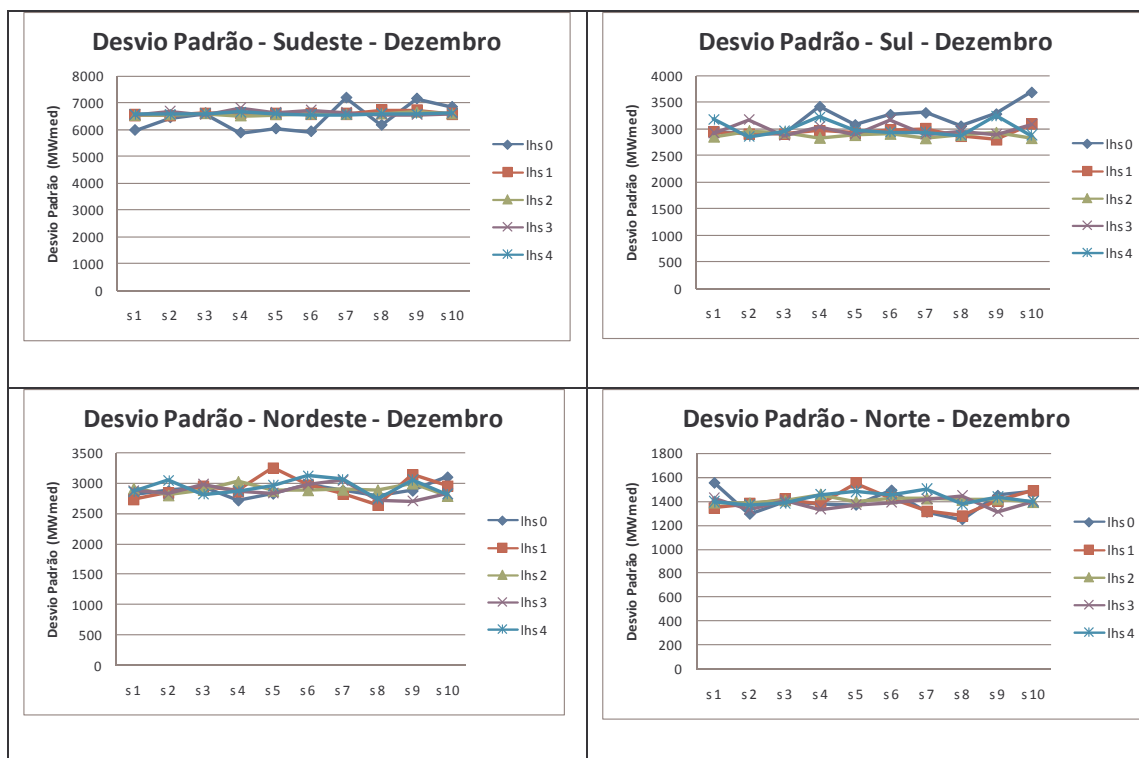 Desvio Padrão - Sudeste - Dezembro
Desvio Padrão (MWmed)
8000
7000
6000
5000
4000
3000
2000
1000
0
s1 s2 s3 s4 s5 s6 s7 s8 s9 s10
lhs 0
lhs 1
lhs 2
lhs 3
lhs 4
Desvio Padrão - Sul - Dezembro
Desvio Padrão (MWmed)
4000
3500
3000
2500
2000
1500
1000
500
0
s1 s2 s3 s4 s5 s6 s7 s8 s9 s10
lhs 0
lhs 1
lhs 2
lhs 3
lhs 4
Desvio Padrão - Nordeste - Dezembro
Desvio Padrão (MWmed)
3500
3000
2500
2000
1500
1000
500
0
s1 s2 s3 s4 s5 s6 s7 s8 s9 s10
lhs 0
lhs 1
lhs 2
lhs 3
lhs 4
Desvio Padrão - Norte - Dezembro
Desvio Padrão (MWmed)
1800
1600
1400
1200
1000
800
600
400
200
0
s1 s2 s3 s4 s5 s6 s7 s8 s9 s10
lhs 0
lhs 1
lhs 2
lhs 3
lhs 4